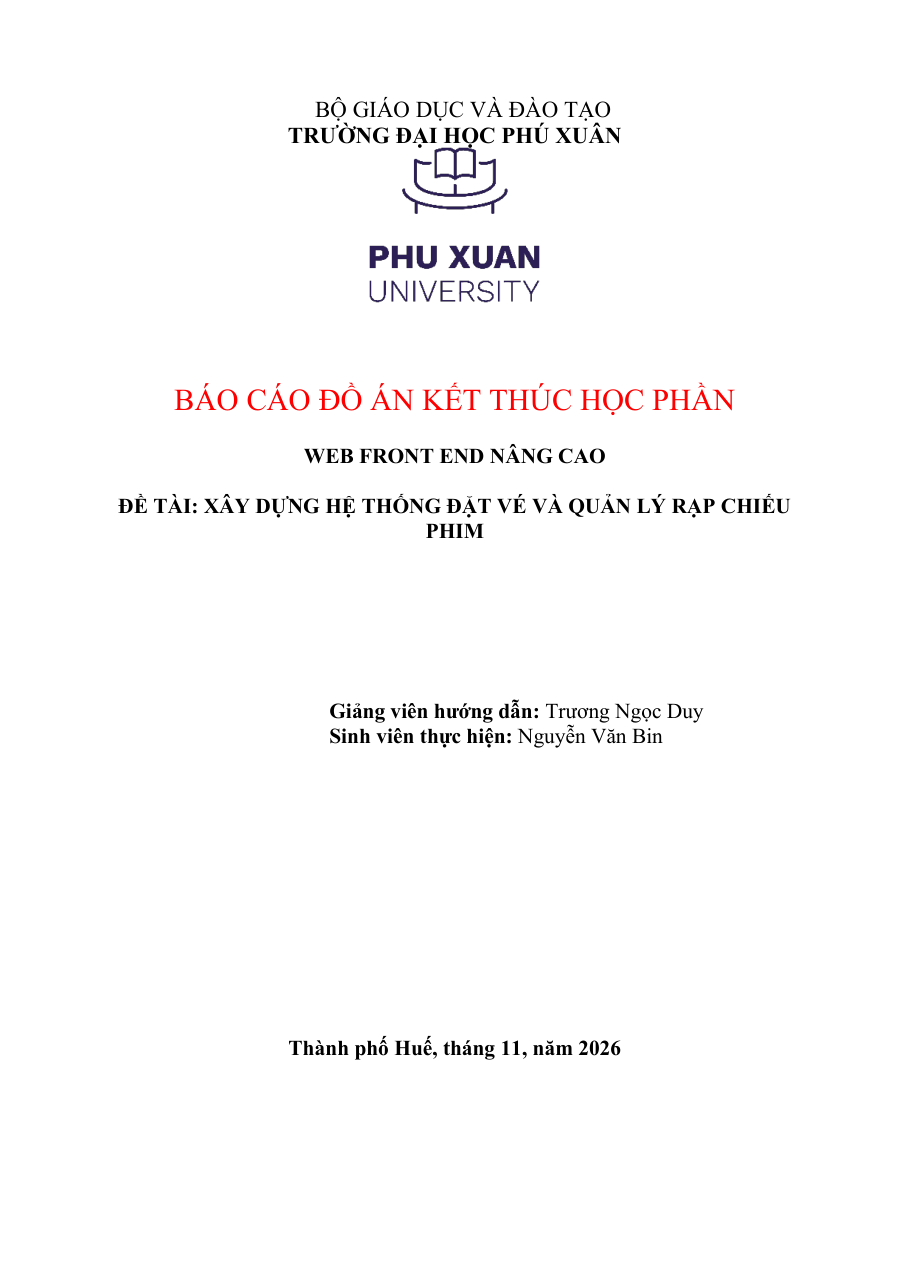 BỘ GIÁO DỤC VÀ ĐÀO TẠO
TRƯỜNG ĐẠI HỌC PHÚ XUÂN
PHU XUAN
UNIVERSITY
BÁO CÁO ĐỒ ÁN KẾT THÚC HỌC PHẦN
WEB FRONT END NÂNG CAO
ĐỀ TÀI: XÂY DỰNG HỆ THỐNG ĐẶT VÉ VÀ QUẢN LÝ RẠP CHIẾU
PHIM
Giảng viên hướng dẫn: Trương Ngọc Duy
Sinh viên thực hiện: Nguyễn Văn Bin
Thành phố Huế, tháng 11, năm 2026